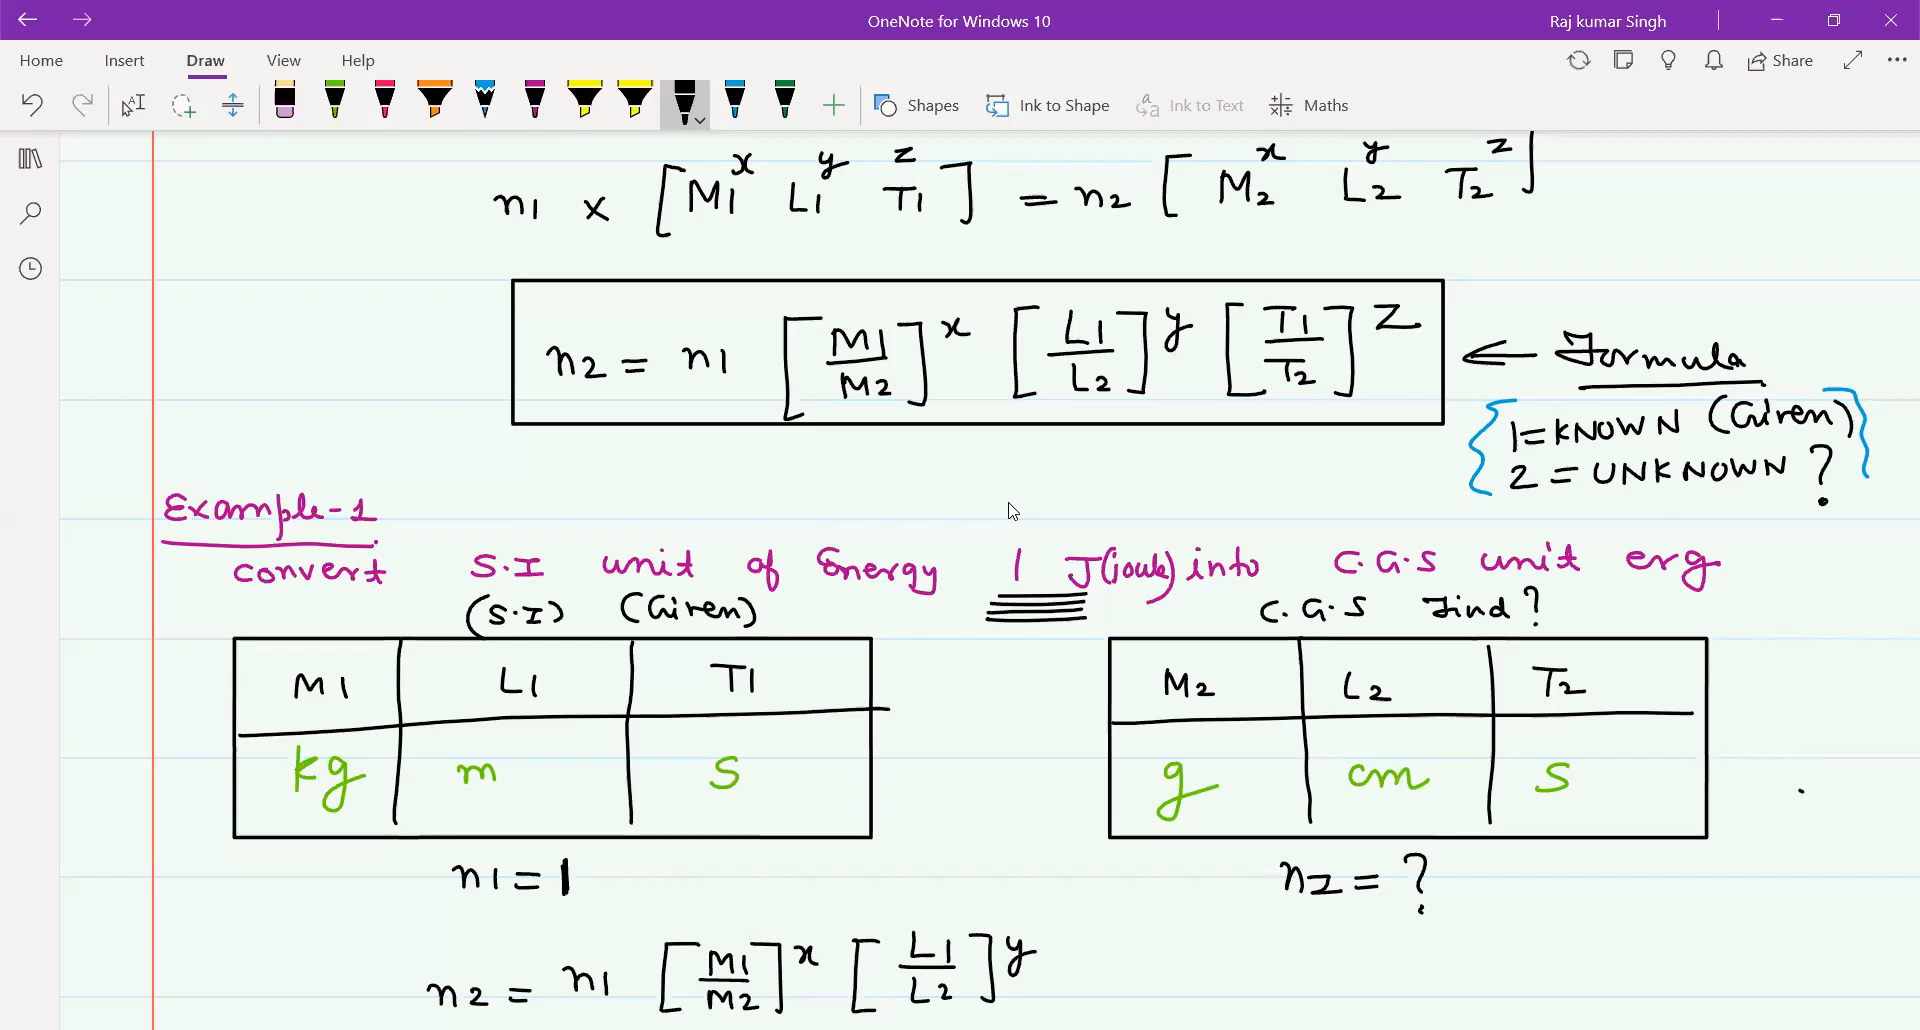 OneNote for Windows 10
Raj kumar Singh
Home Insert Draw View Help
Share
Shapes Ink to Shape Ink to Text Maths
n1 × [M1^x L1^y T1^z] = n2 [M2^x L2^y T2^z]
n2 = n1 [M1/M2]^x [L1/L2]^y [T1/T2]^z ← Formula
{1 = KNOWN (Given)
2 = UNKNOWN ?}
Example-1
convert S.I unit of Energy 1 J(joule) into C.G.S unit erg
(S.I) (Given) C.G.S Find?
M1 L1 T1 M2 L2 T2
kg m s g cm s
n1 = 1 n2 = ?
n2 = n1 [M1/M2]^x [L1/L2]^y